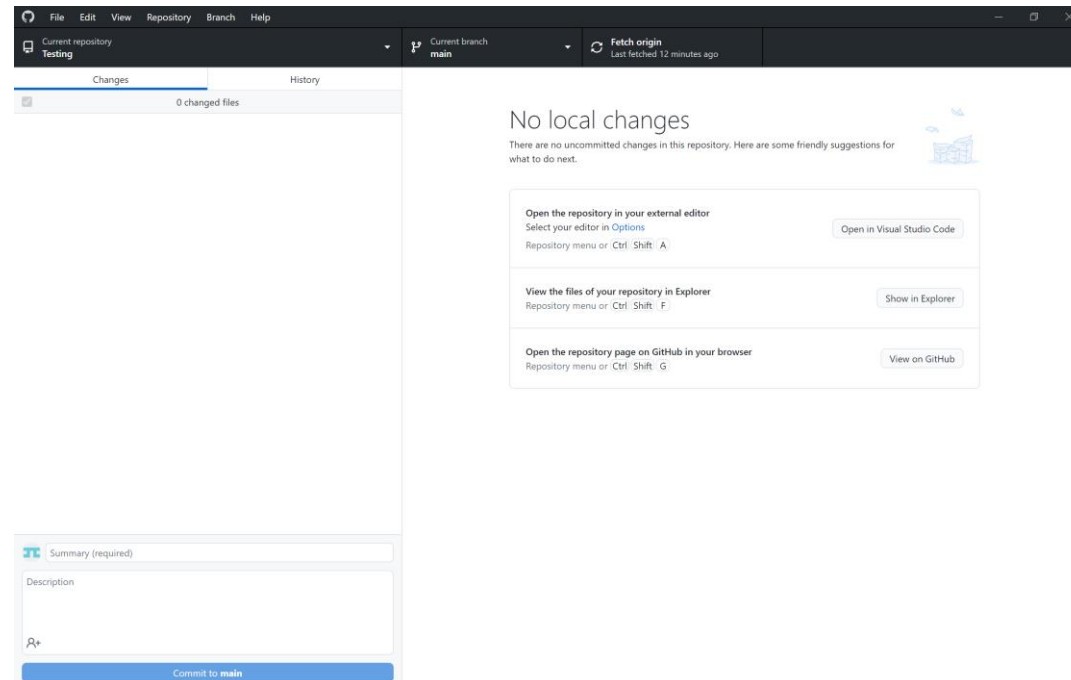 File Edit View Repository Branch Help
Current repository
Testing
Current branch
main
Fetch origin
Last fetched 12 minutes ago
Changes
History
0 changed files
No local changes
There are no uncommitted changes in this repository. Here are some friendly suggestions for
what to do next.
Open the repository in your external editor
Select your editor in Options
Repository menu or Ctrl Shift A
Open in Visual Studio Code
View the files of your repository in Explorer
Repository menu or Ctrl Shift F
Show in Explorer
Open the repository page on GitHub in your browser
Repository menu or Ctrl Shift G
View on GitHub
Summary (required)
Description
Commit to main